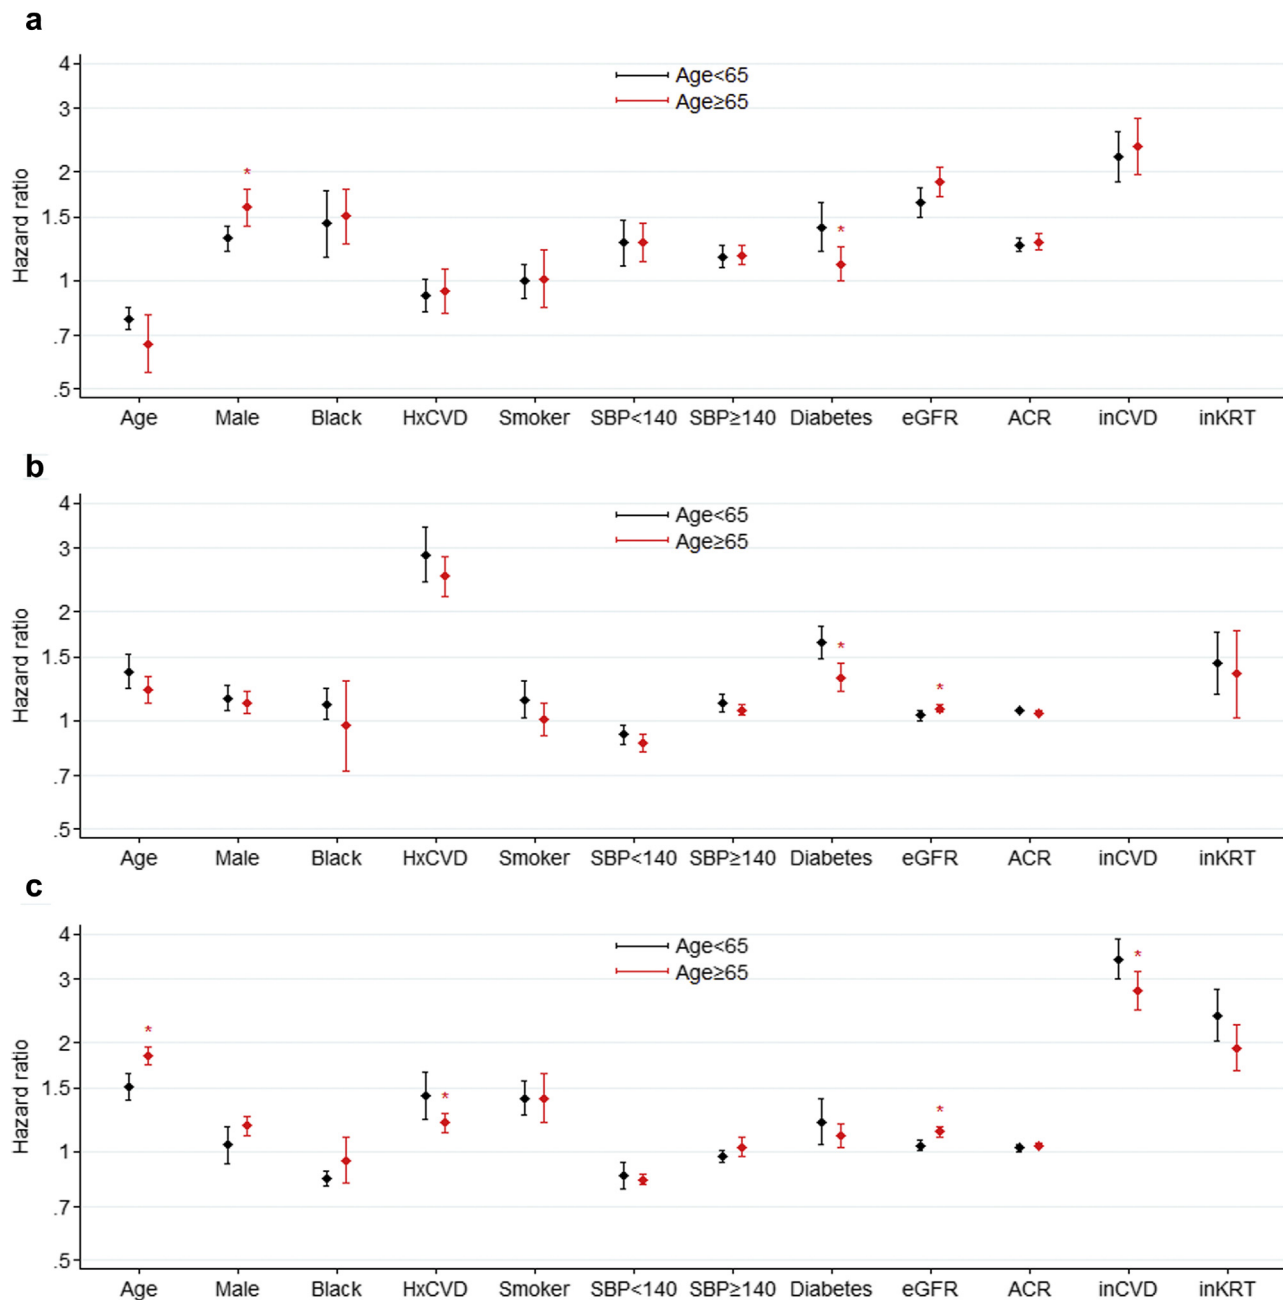 a
4
Age<65
Age≥65
3
2
*
*
1.5
1
.7
.5
Hazard ratio
Age Male Black HxCVD Smoker SBP<140 SBP≥140 Diabetes eGFR ACR inCVD inKRT
b
4
Age<65
Age≥65
3
2
1.5
*
*
1
.7
.5
Hazard ratio
Age Male Black HxCVD Smoker SBP<140 SBP≥140 Diabetes eGFR ACR inCVD inKRT
c
4
Age<65
Age≥65
*
3
2
*
1.5
*
*
1
.7
.5
Hazard ratio
Age Male Black HxCVD Smoker SBP<140 SBP≥140 Diabetes eGFR ACR inCVD inKRT